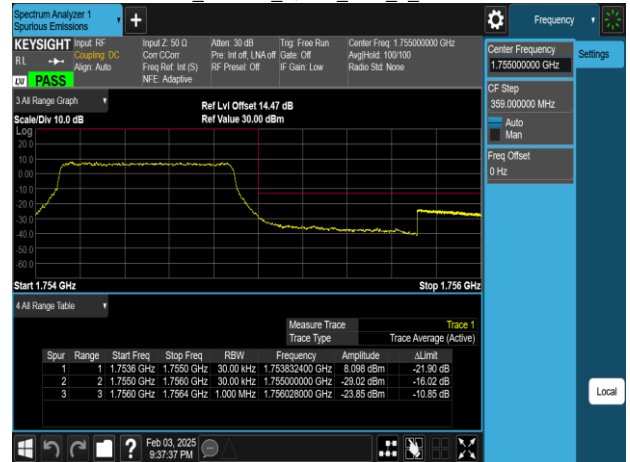 Spectrum Analyzer 1
Spurious Emissions
+
Frequency
KEYSIGHT
RL
LXI PASS
Input: RF
Coupling: DC
Align: Auto
Input Z: 50 Ω
Corr CCorr
Freq Ref: Int (S)
NFE: Adaptive
Atten: 30 dB
Pre: Int off, LNA off
RF Preset: Off
Trig: Free Run
Gate: Off
IF Gain: Low
Center Freq: 1.755000000 GHz
Avg|Hold: 100/100
Radio Std: None
Center Frequency
1.755000000 GHz
Settings
CF Step
359.000000 MHz
Auto
Man
Freq Offset
0 Hz
3 All Range Graph
Scale/Div 10.0 dB
Ref Lvl Offset 14.47 dB
Ref Value 30.00 dBm
Log
20.0
10.0
0.00
-10.0
-20.0
-30.0
-40.0
-50.0
-60.0
Start 1.754 GHz
Stop 1.756 GHz
4 All Range Table
Measure Trace Trace 1
Trace Type Trace Average (Active)
Spur Range Start Freq Stop Freq RBW Frequency Amplitude ΔLimit
1 1 1.7536 GHz 1.7550 GHz 30.00 kHz 1.753832400 GHz 8.098 dBm -21.90 dB
2 2 1.7550 GHz 1.7560 GHz 30.00 kHz 1.755000000 GHz -29.02 dBm -16.02 dB
3 3 1.7560 GHz 1.7564 GHz 1.000 MHz 1.756028000 GHz -23.85 dBm -10.85 dB
Local
?
Feb 03, 2025
9:37:37 PM